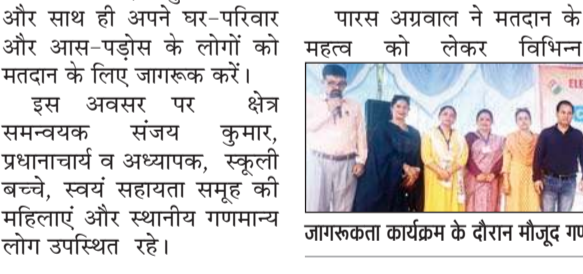 और साथ ही अपने घर-परिवार
और आस-पड़ोस के लोगों को
मतदान के लिए जागरूक करें।
इस अवसर पर क्षेत्र
समन्वयक संजय कुमार,
प्रधानाचार्य व अध्यापक, स्कूली
बच्चे, स्वयं सहायता समूह की
महिलाएं और स्थानीय गणमान्य
लोग उपस्थित रहे।
पारस अग्रवाल ने मतदान के
महत्व को लेकर विभिन्न
ELE
जागरूकता कार्यक्रम के दौरान मौजूद गण